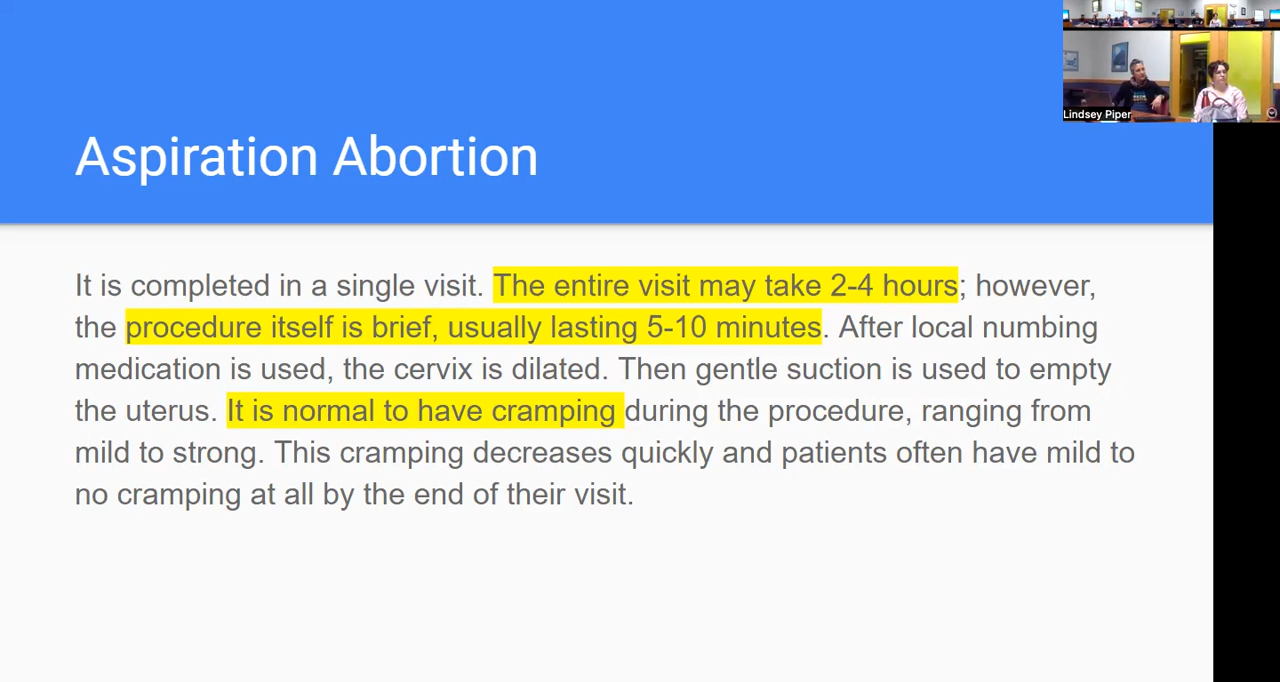 Lindsey Piper
Aspiration Abortion
It is completed in a single visit. The entire visit may take 2-4 hours; however,
the procedure itself is brief, usually lasting 5-10 minutes. After local numbing
medication is used, the cervix is dilated. Then gentle suction is used to empty
the uterus. It is normal to have cramping during the procedure, ranging from
mild to strong. This cramping decreases quickly and patients often have mild to
no cramping at all by the end of their visit.